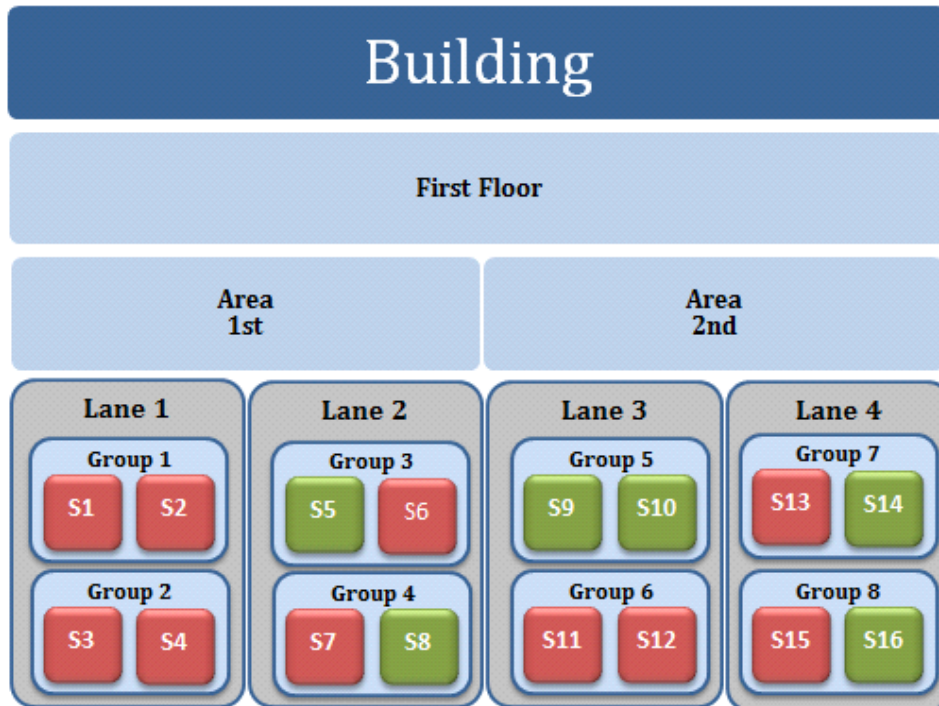 Building
First Floor
Area
1st
Area
2nd
Lane 1
Group 1
S1 S2
Group 2
S3 S4
Lane 2
Group 3
S5 S6
Group 4
S7 S8
Lane 3
Group 5
S9 S10
Group 6
S11 S12
Lane 4
Group 7
S13 S14
Group 8
S15 S16